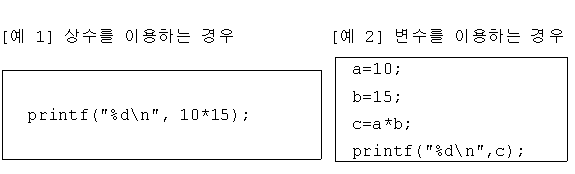 [예 1] 상수를 이용하는 경우
printf("%d\n", 10*15);
[예 2] 변수를 이용하는 경우
a=10;
b=15;
c=a*b;
printf("%d\n",c);